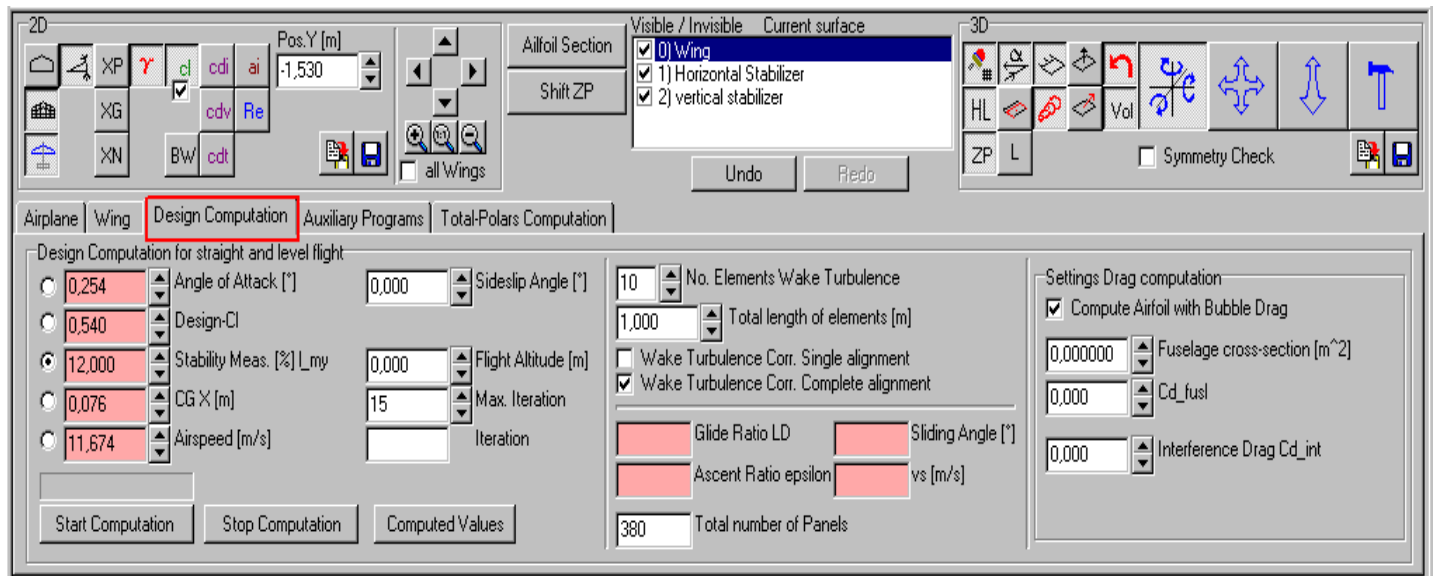 2D
XP
γ
cl
cdi
ai
XG
cdv
Re
XN
BW
cdt
Pos.Y [m]
-1,530
1:1
all Wings
Ailfoil Section
Shift ZP
Visible / Invisible Current surface
0) Wing
1) Horizontal Stabilizer
2) vertical stabilizer
Undo
Redo
3D
α
HL
Vol
ZP
L
Symmetry Check
Airplane
Wing
Design Computation
Auxiliary Programs
Total-Polars Computation
Design Computation for straight and level flight
0,254 Angle of Attack [°]
0,000 Sideslip Angle [°]
0,540 Design-Cl
12,000 Stability Meas. [%] l_my
0,000 Flight Altitude [m]
0,076 CG X [m]
15 Max. Iteration
11,674 Airspeed [m/s]
Iteration
Start Computation
Stop Computation
Computed Values
10 No. Elements Wake Turbulence
1,000 Total length of elements [m]
Wake Turbulence Corr. Single alignment
Wake Turbulence Corr. Complete alignment
Glide Ratio LD
Sliding Angle [°]
Ascent Ratio epsilon
vs [m/s]
380 Total number of Panels
Settings Drag computation
Compute Airfoil with Bubble Drag
0,000000 Fuselage cross-section [m^2]
0,000 Cd_fusl
0,000 Interference Drag Cd_int